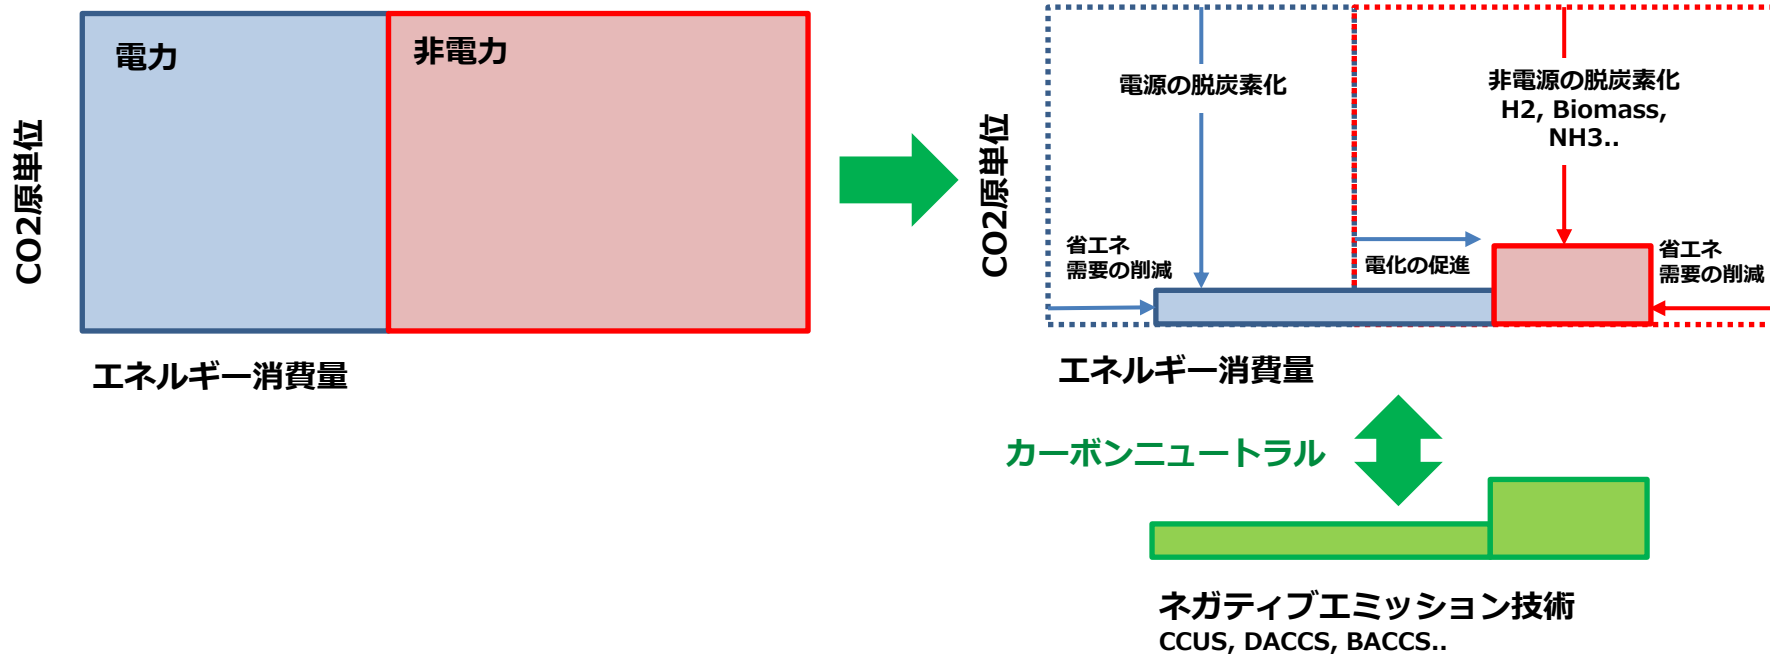 電力
非電力
CO2原単位
エネルギー消費量
電源の脱炭素化
非電源の脱炭素化
H2, Biomass,
NH3..
CO2原単位
省エネ
需要の削減
電化の促進
省エネ
需要の削減
エネルギー消費量
カーボンニュートラル
ネガティブエミッション技術
CCUS, DACCS, BACCS..